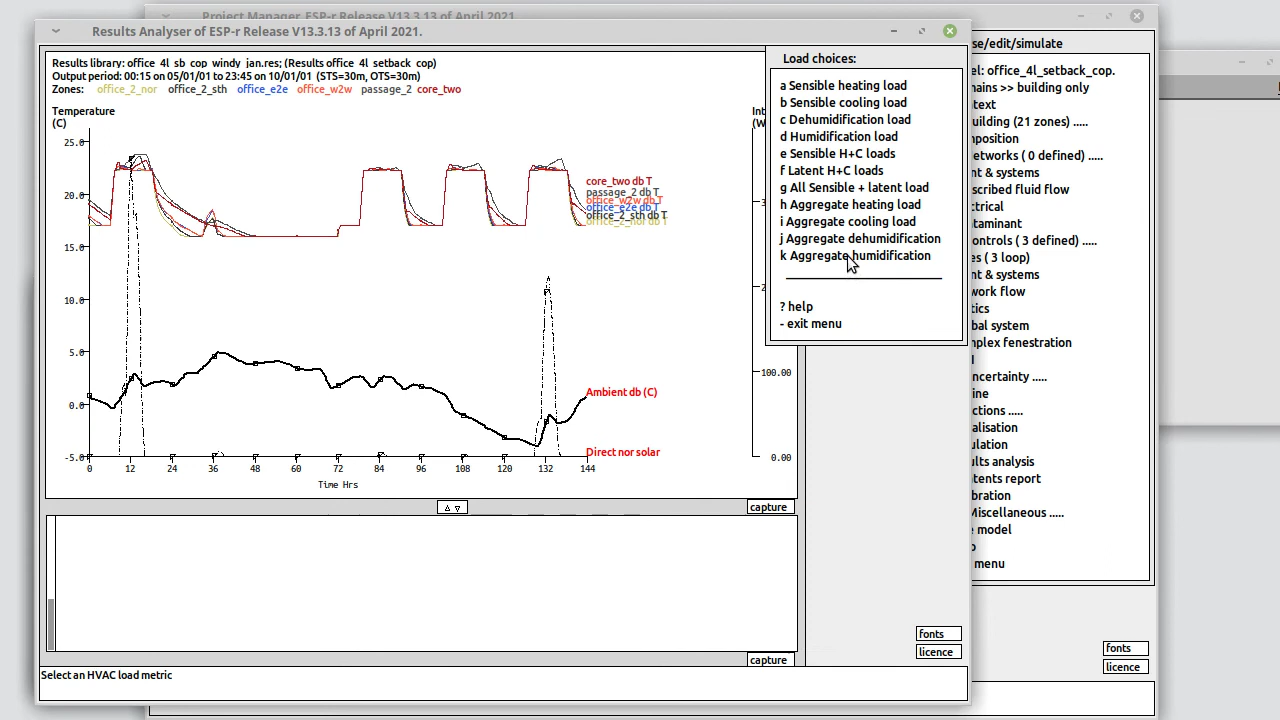 Project Manager ESP-r Release V13.3.13 of April 2021.
Results Analyser of ESP-r Release V13.3.13 of April 2021.
Results library: office_4l_sb_cop_windy_jan.res; (Results office_4l_setback_cop)
Output period: 00:15 on 05/01/01 to 23:45 on 10/01/01 (STS=30m, OTS=30m)
Zones: office_2_nor office_2_sth office_e2e office_w2w passage_2 core_two
Temperature
(C)
25.0
20.0
15.0
10.0
5.0
0.0
-5.0
0 12 24 36 48 60 72 84 96 108 120 132 144
Time Hrs
core_two db T
passage_2 db T
office_w2w db T
office_e2e db T
office_2_sth db T
office_2_nor db T
Ambient db (C)
Direct nor solar
Int
(W
3
2
100.00
0.00
Load choices:
a Sensible heating load
b Sensible cooling load
c Dehumidification load
d Humidification load
e Sensible H+C loads
f Latent H+C loads
g All Sensible + latent load
h Aggregate heating load
i Aggregate cooling load
j Aggregate dehumidification
k Aggregate humidification
? help
- exit menu
capture
capture
fonts
licence
Select an HVAC load metric
se/edit/simulate
el: office_4l_setback_cop.
mains >> building only
text
uilding (21 zones) .....
nposition
etworks ( 0 defined) .....
nt & systems
scribed fluid flow
ctrical
taminant
ontrols ( 3 defined) .....
es ( 3 loop)
nt & systems
work flow
tics
bal system
mplex fenestration
ncertainty .....
ine
ctions .....
alisation
ulation
ults analysis
tents report
bration
Miscellaneous .....
e model
menu
fonts
licence